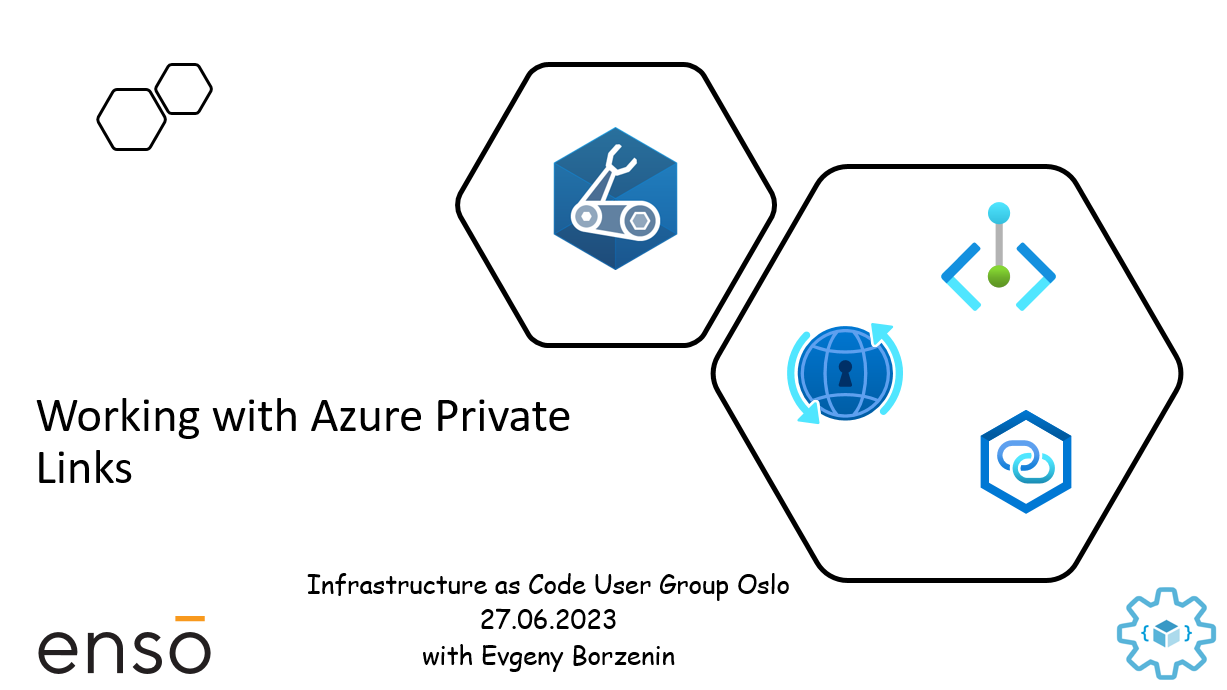 Working with Azure Private
Links
Infrastructure as Code User Group Oslo
27.06.2023
with Evgeny Borzenin
ensō
{ }